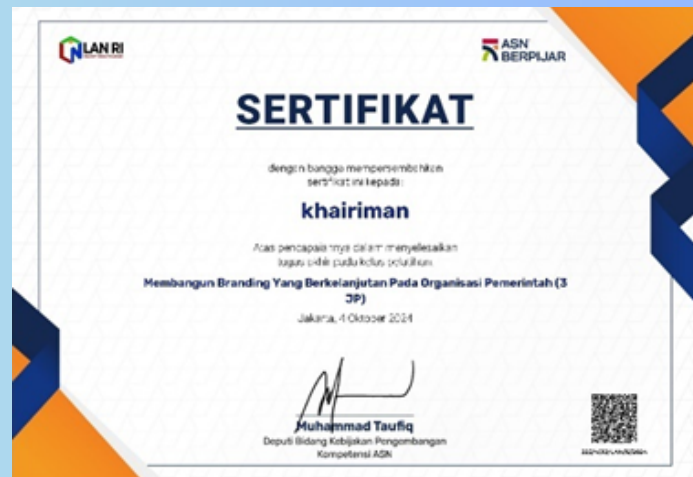 LAN RI
ASN
BERPIJAR
SERTIFIKAT
dengan bangga mempersembahkan
sertifikat ini kepada:
khairiman
Atas pencapaiannya dalam menyelesaikan
tugas akhir pada kelas pelatihan:
Membangun Branding Yang Berkelanjutan Pada Organisasi Pemerintah (3
JP)
Jakarta, 4 Oktober 2024
Muhammad Taufiq
Deputi Bidang Kebijakan Pengembangan
Kompetensi ASN